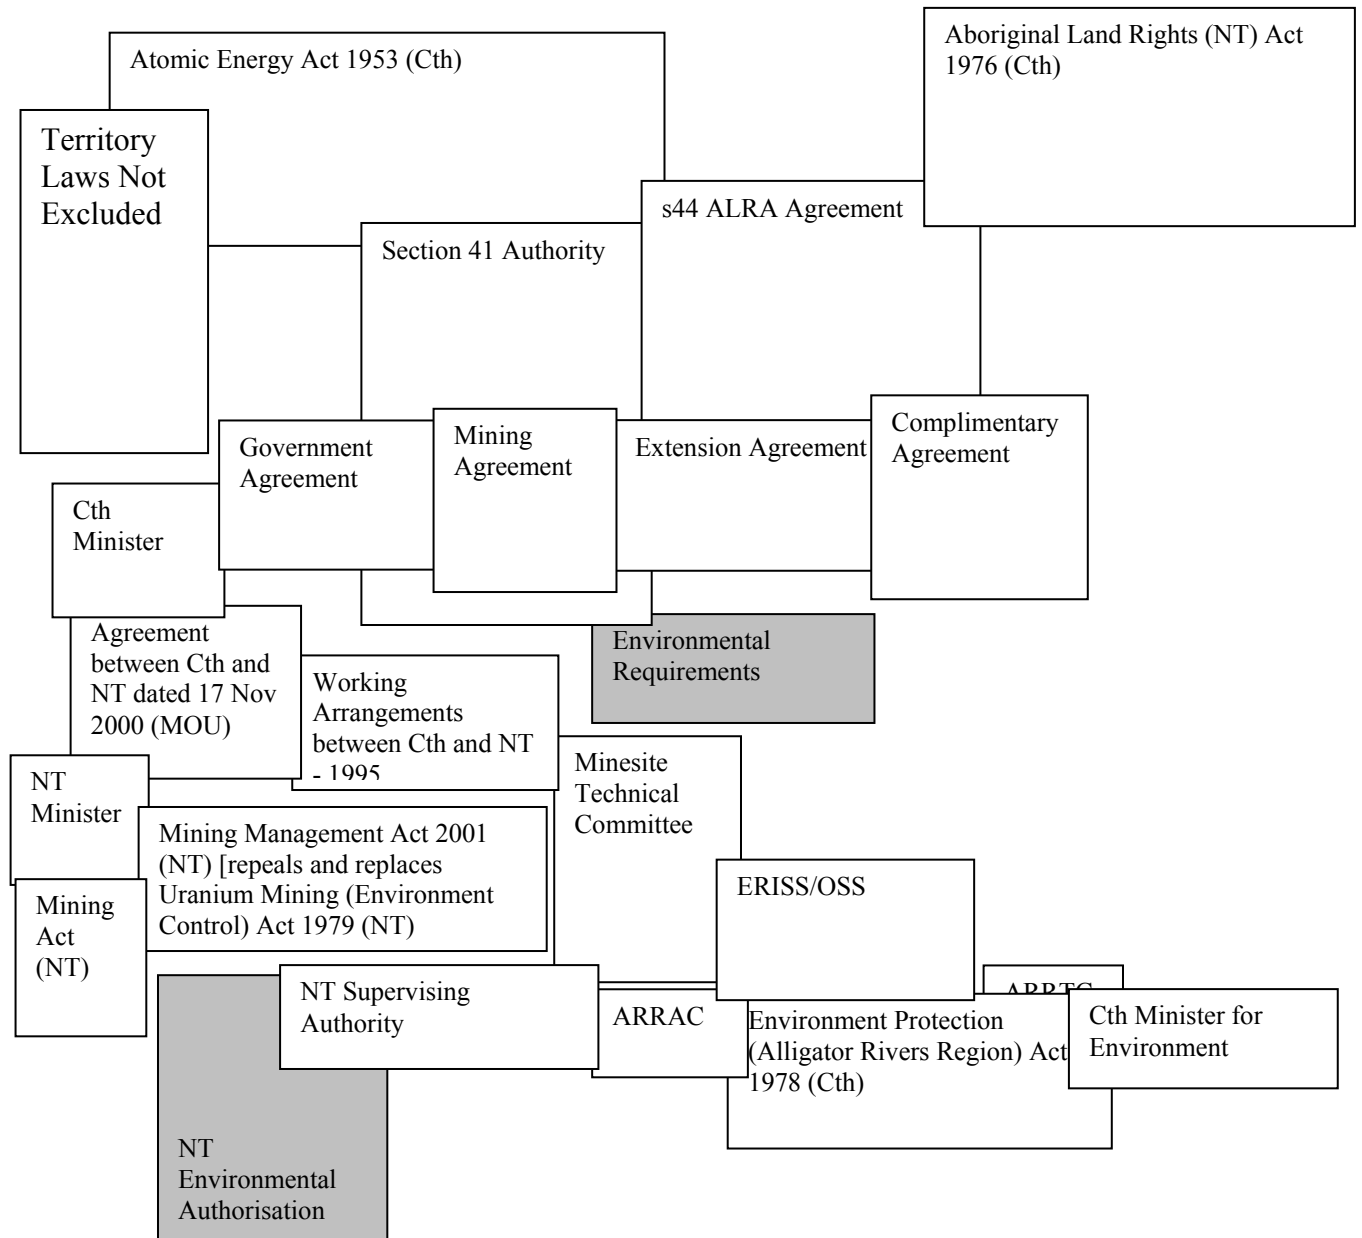 Atomic Energy Act 1953 (Cth)
Aboriginal Land Rights (NT) Act
1976 (Cth)
Territory
Laws Not
Excluded
s44 ALRA Agreement
Section 41 Authority
Government
Agreement
Mining
Agreement
Extension Agreement
Complimentary
Agreement
Cth
Minister
Agreement
between Cth and
NT dated 17 Nov
2000 (MOU)
Working
Arrangements
between Cth and NT
- 1995
Environmental
Requirements
NT
Minister
Minesite
Technical
Committee
Mining Management Act 2001
(NT) [repeals and replaces
Uranium Mining (Environment
Control) Act 1979 (NT)
Mining
Act
(NT)
ERISS/OSS
NT Supervising
Authority
ARRAC
ARRTC
Environment Protection
(Alligator Rivers Region) Act
1978 (Cth)
Cth Minister for
Environment
NT
Environmental
Authorisation